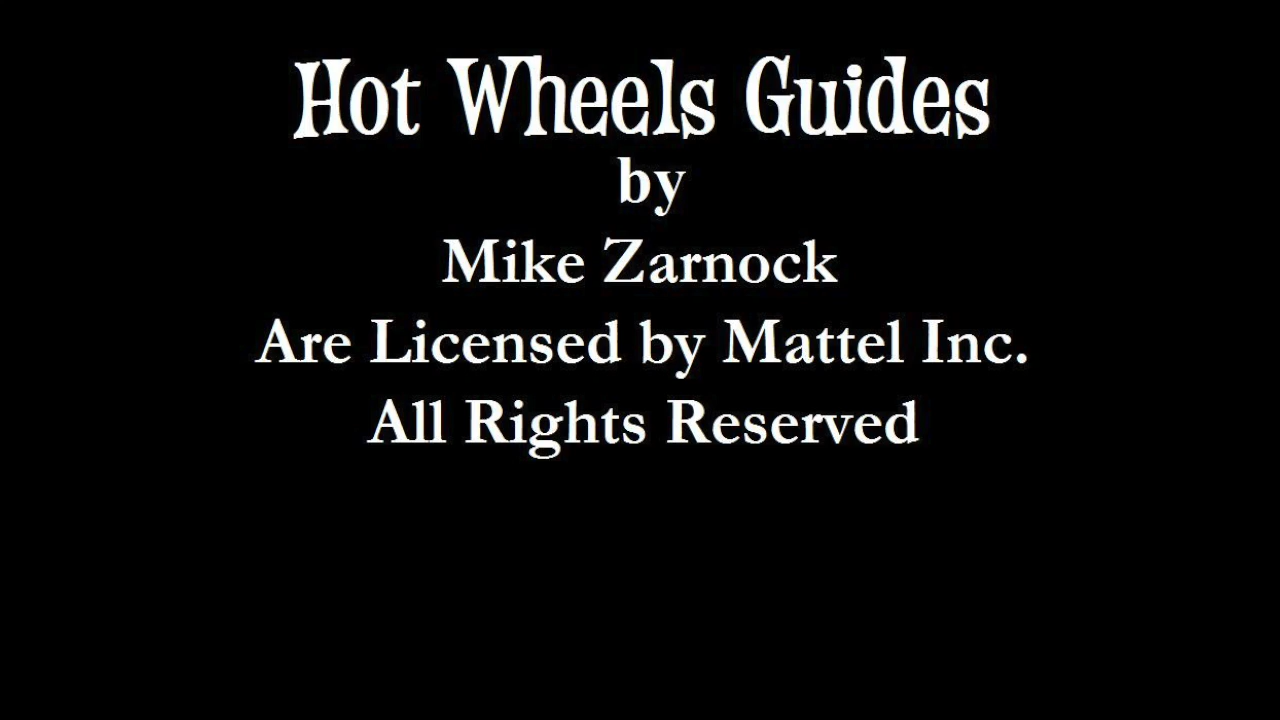 Hot Wheels Guides
by
Mike Zarnock
Are Licensed by Mattel Inc.
All Rights Reserved